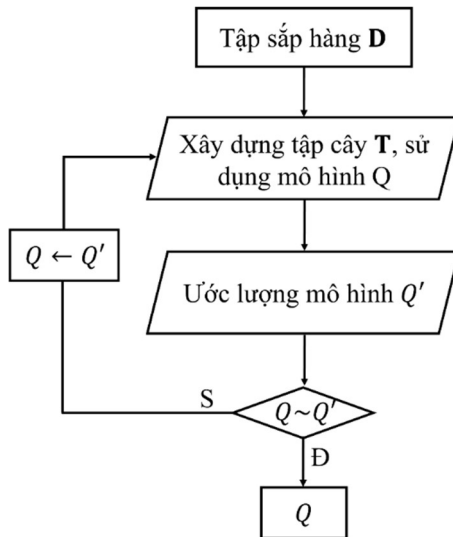 Tập sắp hàng D
Xây dựng tập cây T, sử
dụng mô hình Q
Q ← Q′
Ước lượng mô hình Q′
S
Q~Q′
Đ
Q